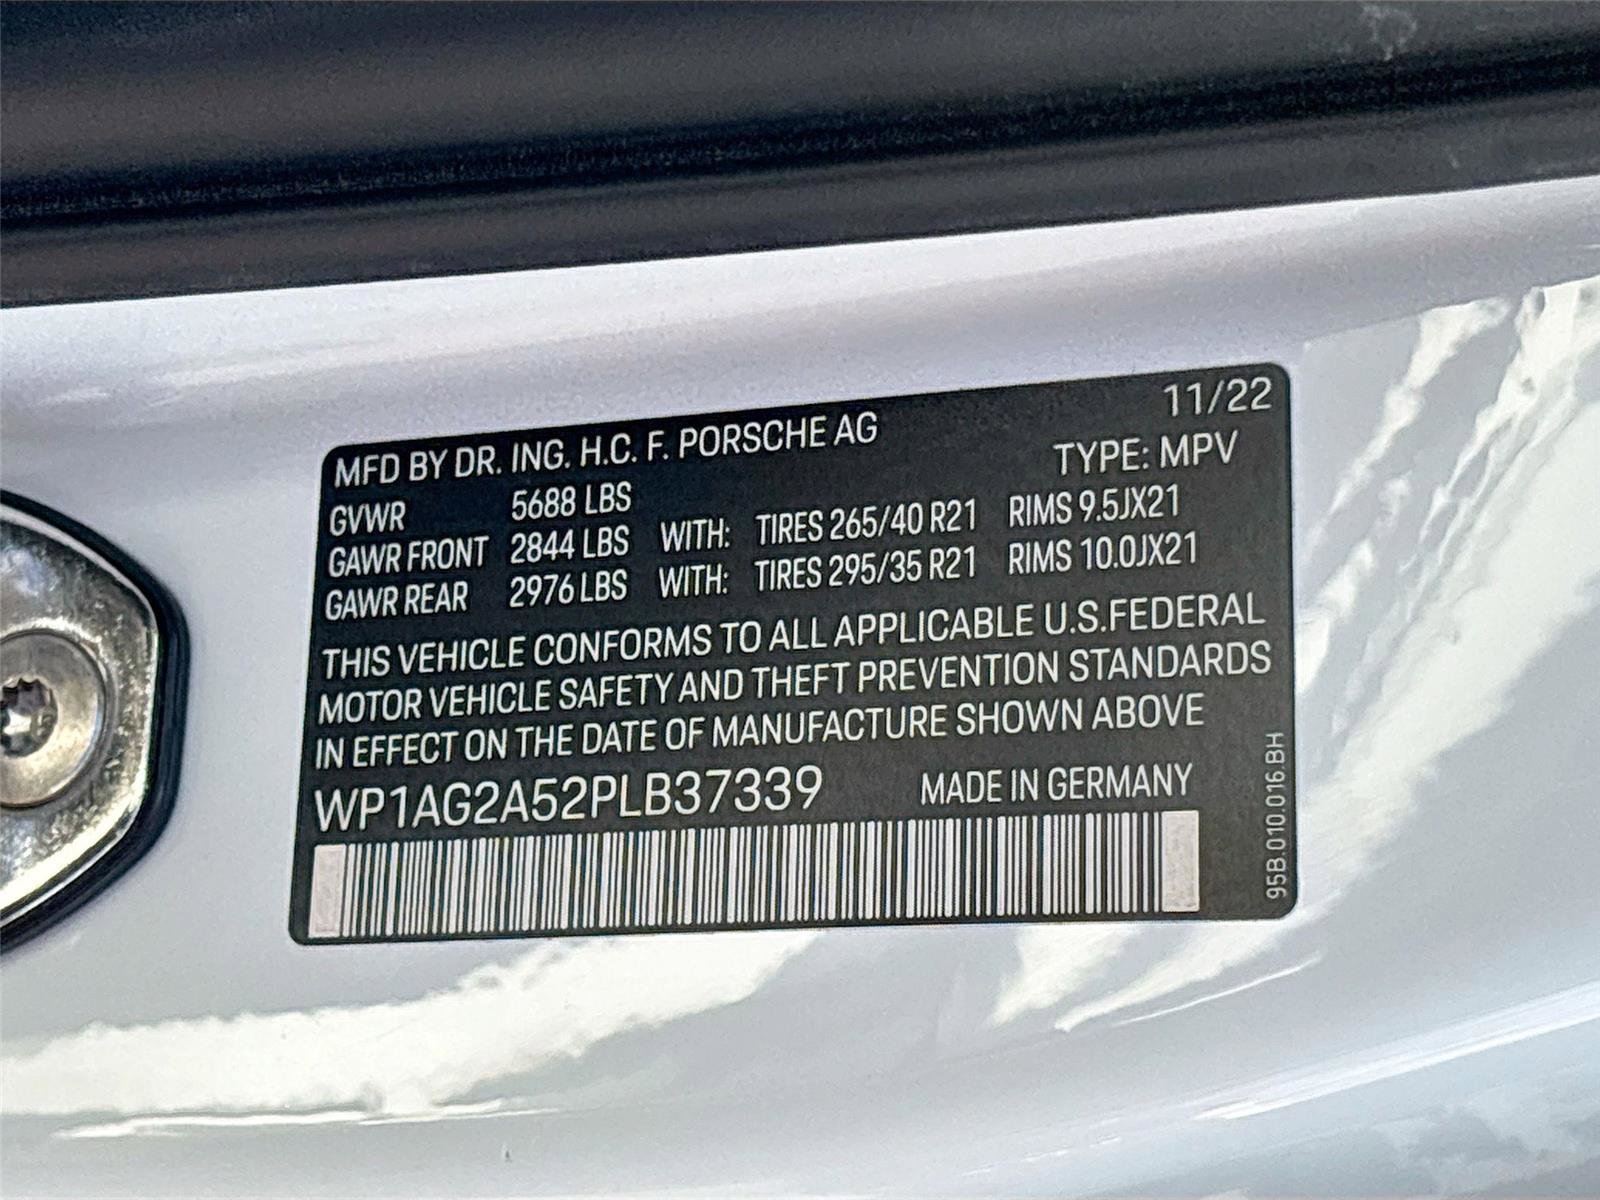 11/22
MFD BY DR. ING. H.C. F. PORSCHE AG
TYPE: MPV
GVWR 5688 LBS
GAWR FRONT 2844 LBS WITH: TIRES 265/40 R21 RIMS 9.5JX21
GAWR REAR 2976 LBS WITH: TIRES 295/35 R21 RIMS 10.0JX21
THIS VEHICLE CONFORMS TO ALL APPLICABLE U.S.FEDERAL
MOTOR VEHICLE SAFETY AND THEFT PREVENTION STANDARDS
IN EFFECT ON THE DATE OF MANUFACTURE SHOWN ABOVE
WP1AG2A52PLB37339 MADE IN GERMANY
95B.010.016.BH